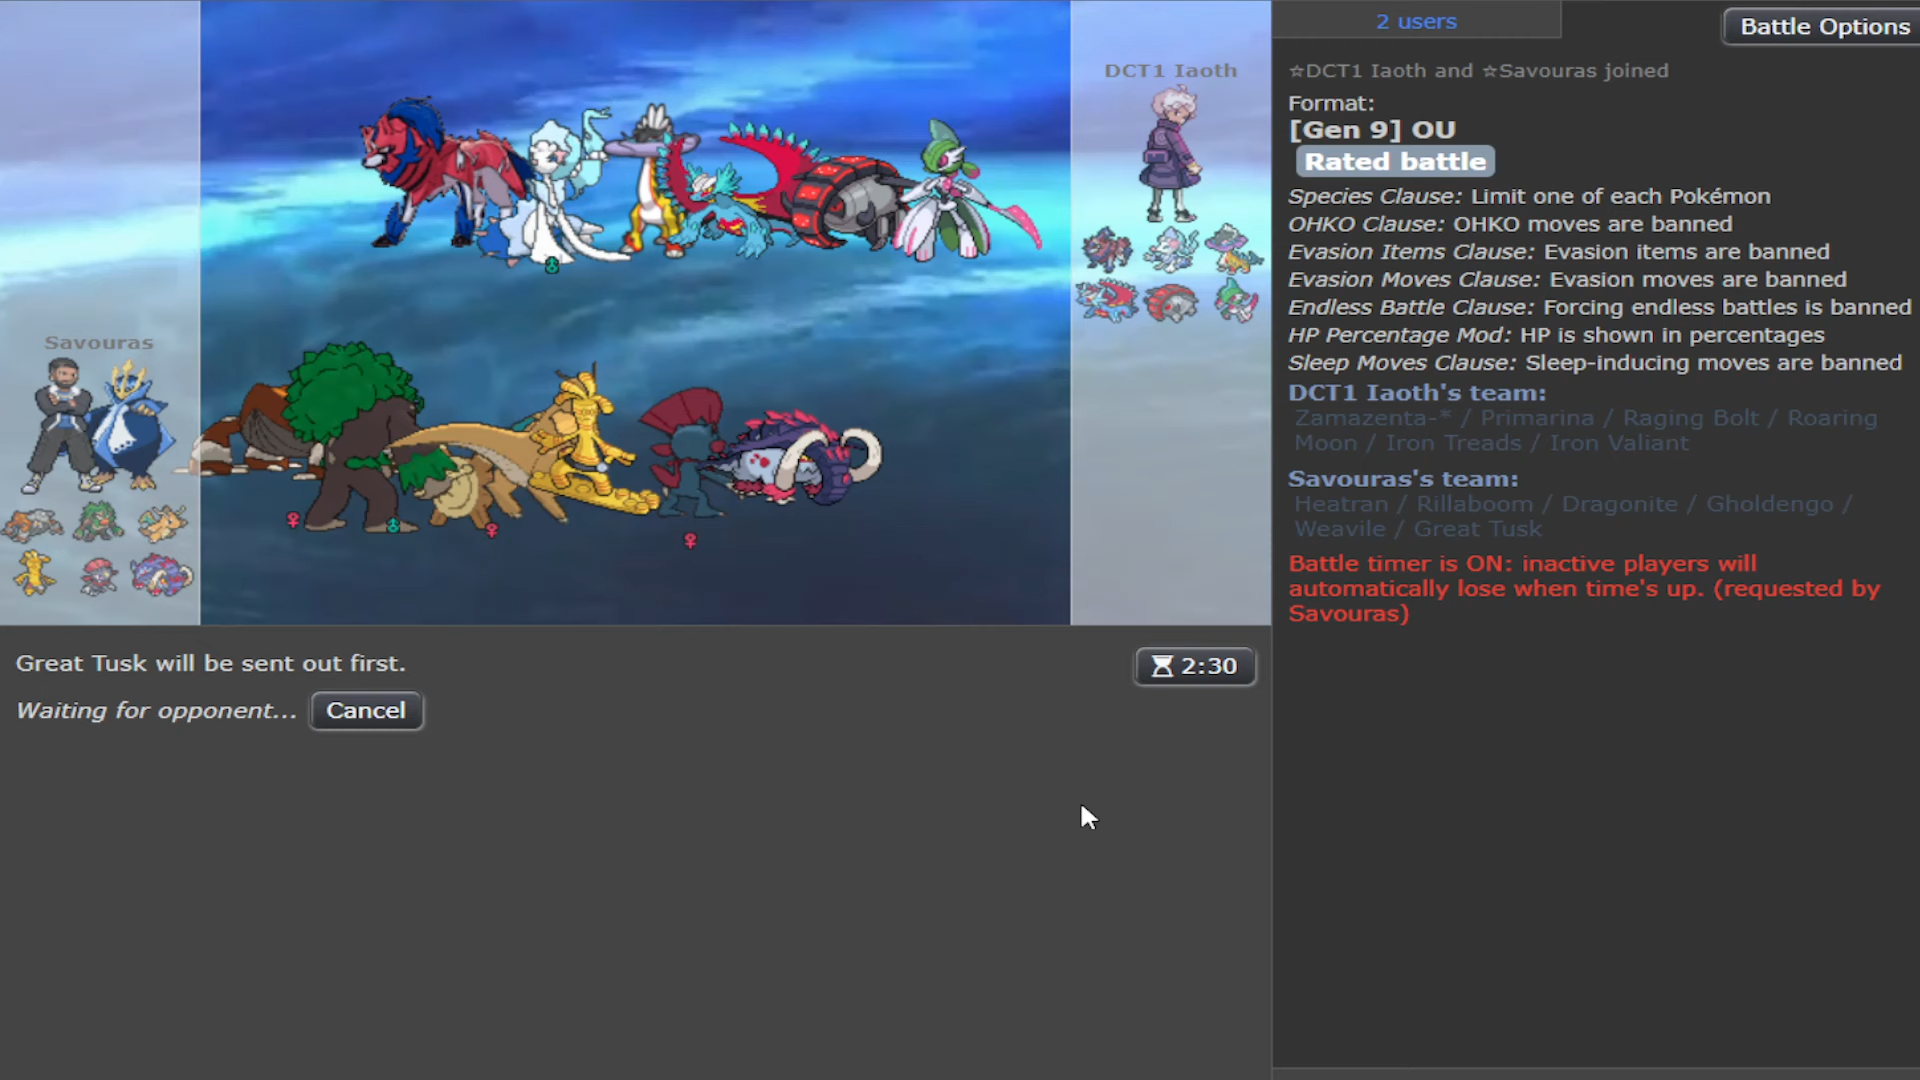 2 users
Battle Options
☆DCT1 Iaoth and ☆Savouras joined
Format:
[Gen 9] OU
Rated battle
Species Clause: Limit one of each Pokémon
OHKO Clause: OHKO moves are banned
Evasion Items Clause: Evasion items are banned
Evasion Moves Clause: Evasion moves are banned
Endless Battle Clause: Forcing endless battles is banned
HP Percentage Mod: HP is shown in percentages
Sleep Moves Clause: Sleep-inducing moves are banned
DCT1 Iaoth's team:
Zamazenta-* / Primarina / Raging Bolt / Roaring
Moon / Iron Treads / Iron Valiant
Savouras's team:
Heatran / Rillaboom / Dragonite / Gholdengo /
Weavile / Great Tusk
Battle timer is ON: inactive players will
automatically lose when time's up. (requested by
Savouras)
DCT1 Iaoth
Savouras
Great Tusk will be sent out first.
2:30
Waiting for opponent...
Cancel